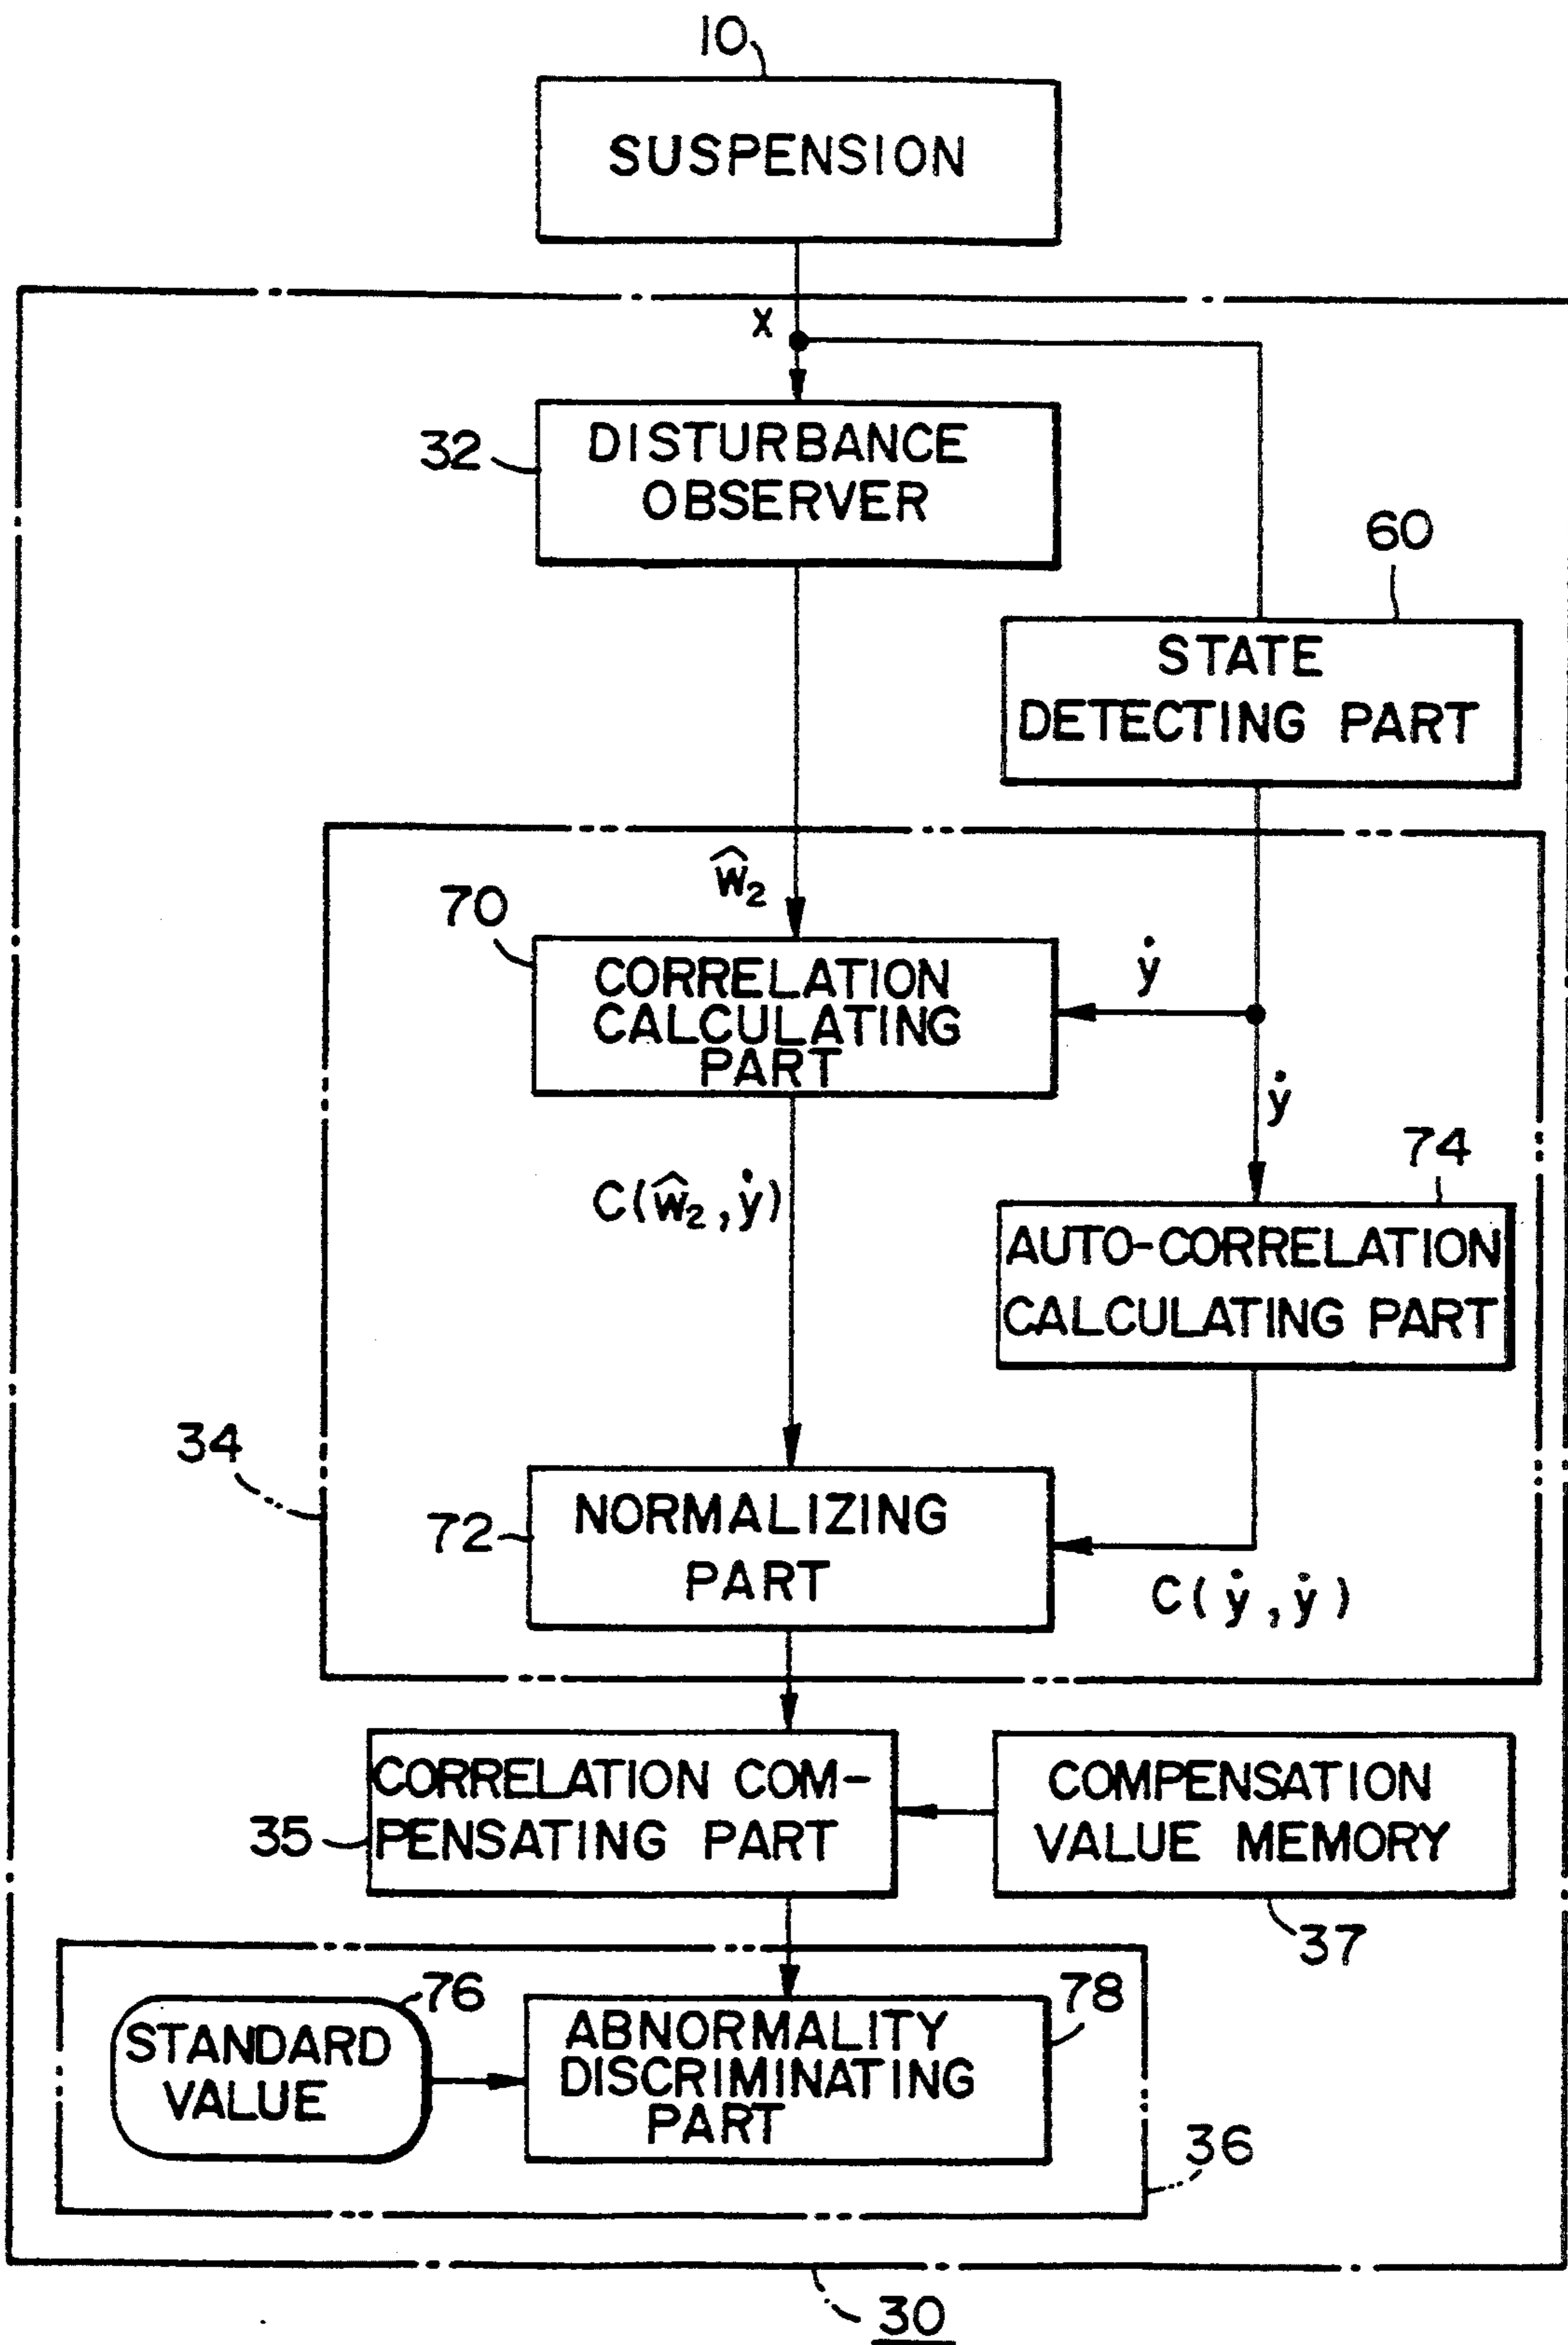 10
SUSPENSION
x
32
DISTURBANCE
OBSERVER
60
STATE
DETECTING PART
ŵ₂
70
CORRELATION
CALCULATING
PART
ẏ
ẏ
C(ŵ₂,ẏ)
74
AUTO-CORRELATION
CALCULATING PART
34
72
NORMALIZING
PART
C(ẏ,ẏ)
35
CORRELATION COM-
PENSATING PART
COMPENSATION
VALUE MEMORY
37
76
STANDARD
VALUE
78
ABNORMALITY
DISCRIMINATING
PART
36
30